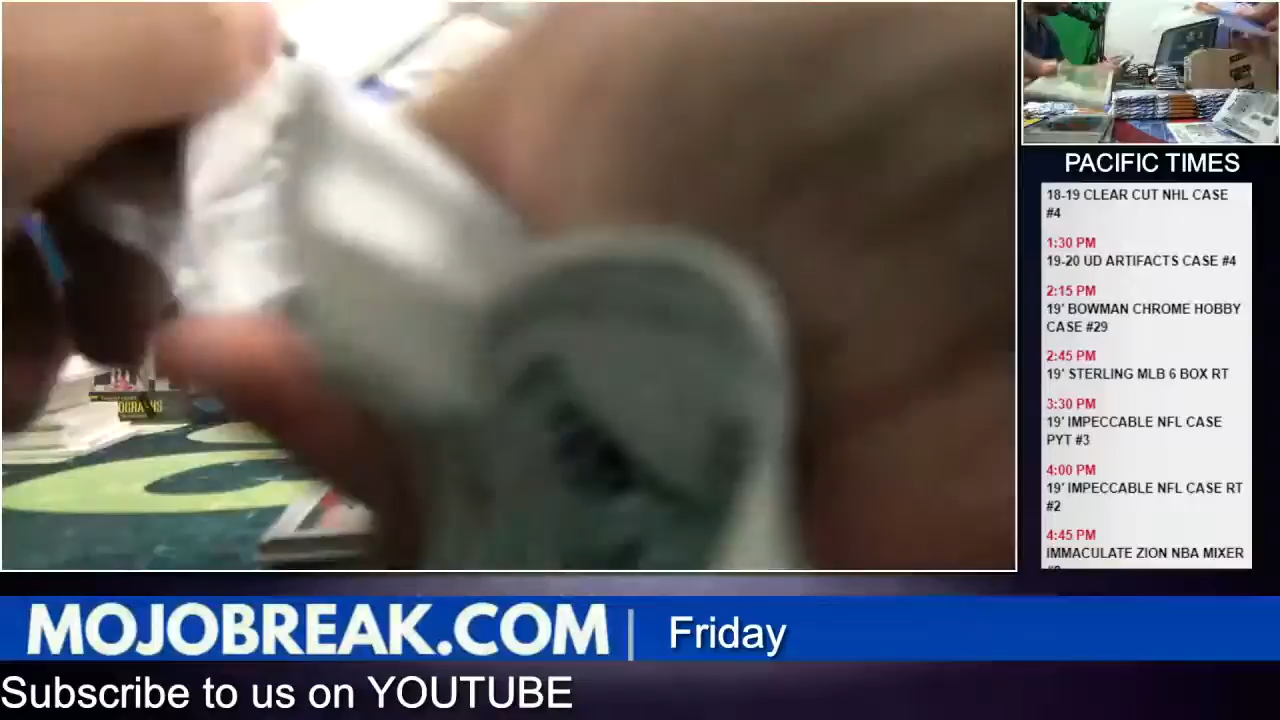 PACIFIC TIMES
18-19 CLEAR CUT NHL CASE
#4
1:30 PM
19-20 UD ARTIFACTS CASE #4
2:15 PM
19' BOWMAN CHROME HOBBY
CASE #29
2:45 PM
19' STERLING MLB 6 BOX RT
3:30 PM
19' IMPECCABLE NFL CASE
PYT #3
4:00 PM
19' IMPECCABLE NFL CASE RT
#2
4:45 PM
IMMACULATE ZION NBA MIXER
MOJOBREAK.COM | Friday
Subscribe to us on YOUTUBE